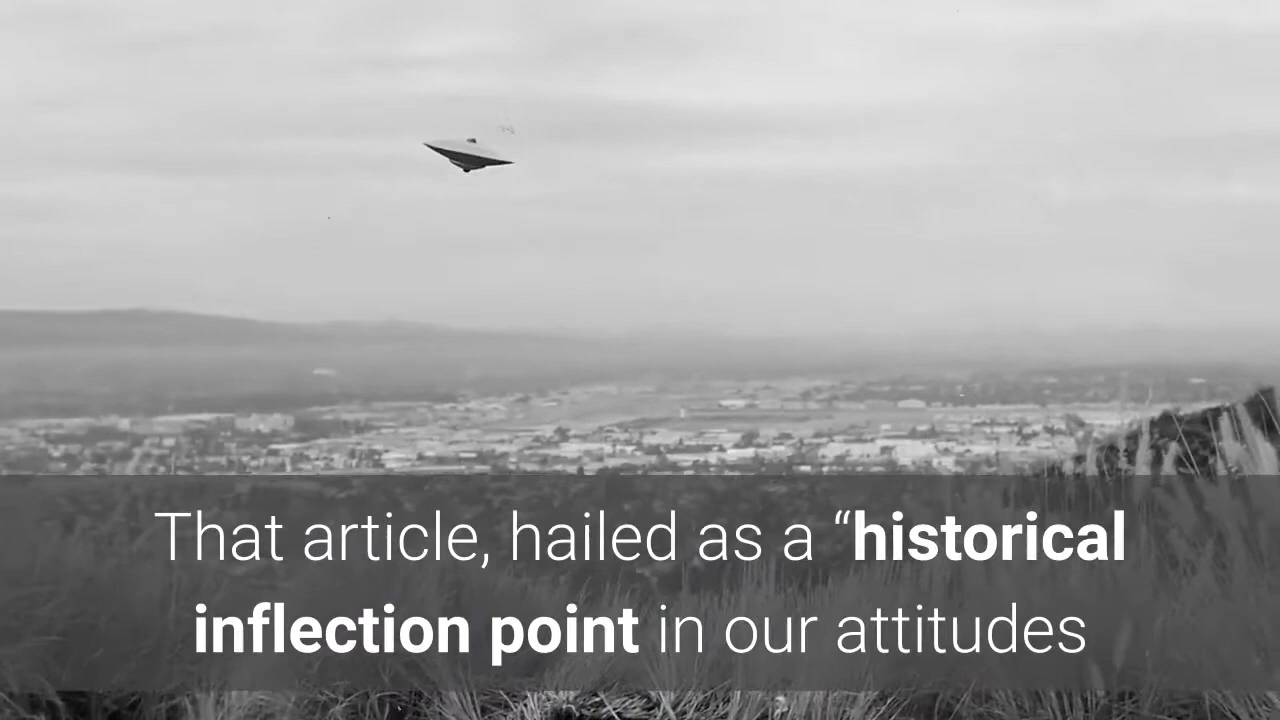 That article, hailed as a “historical
inflection point in our attitudes